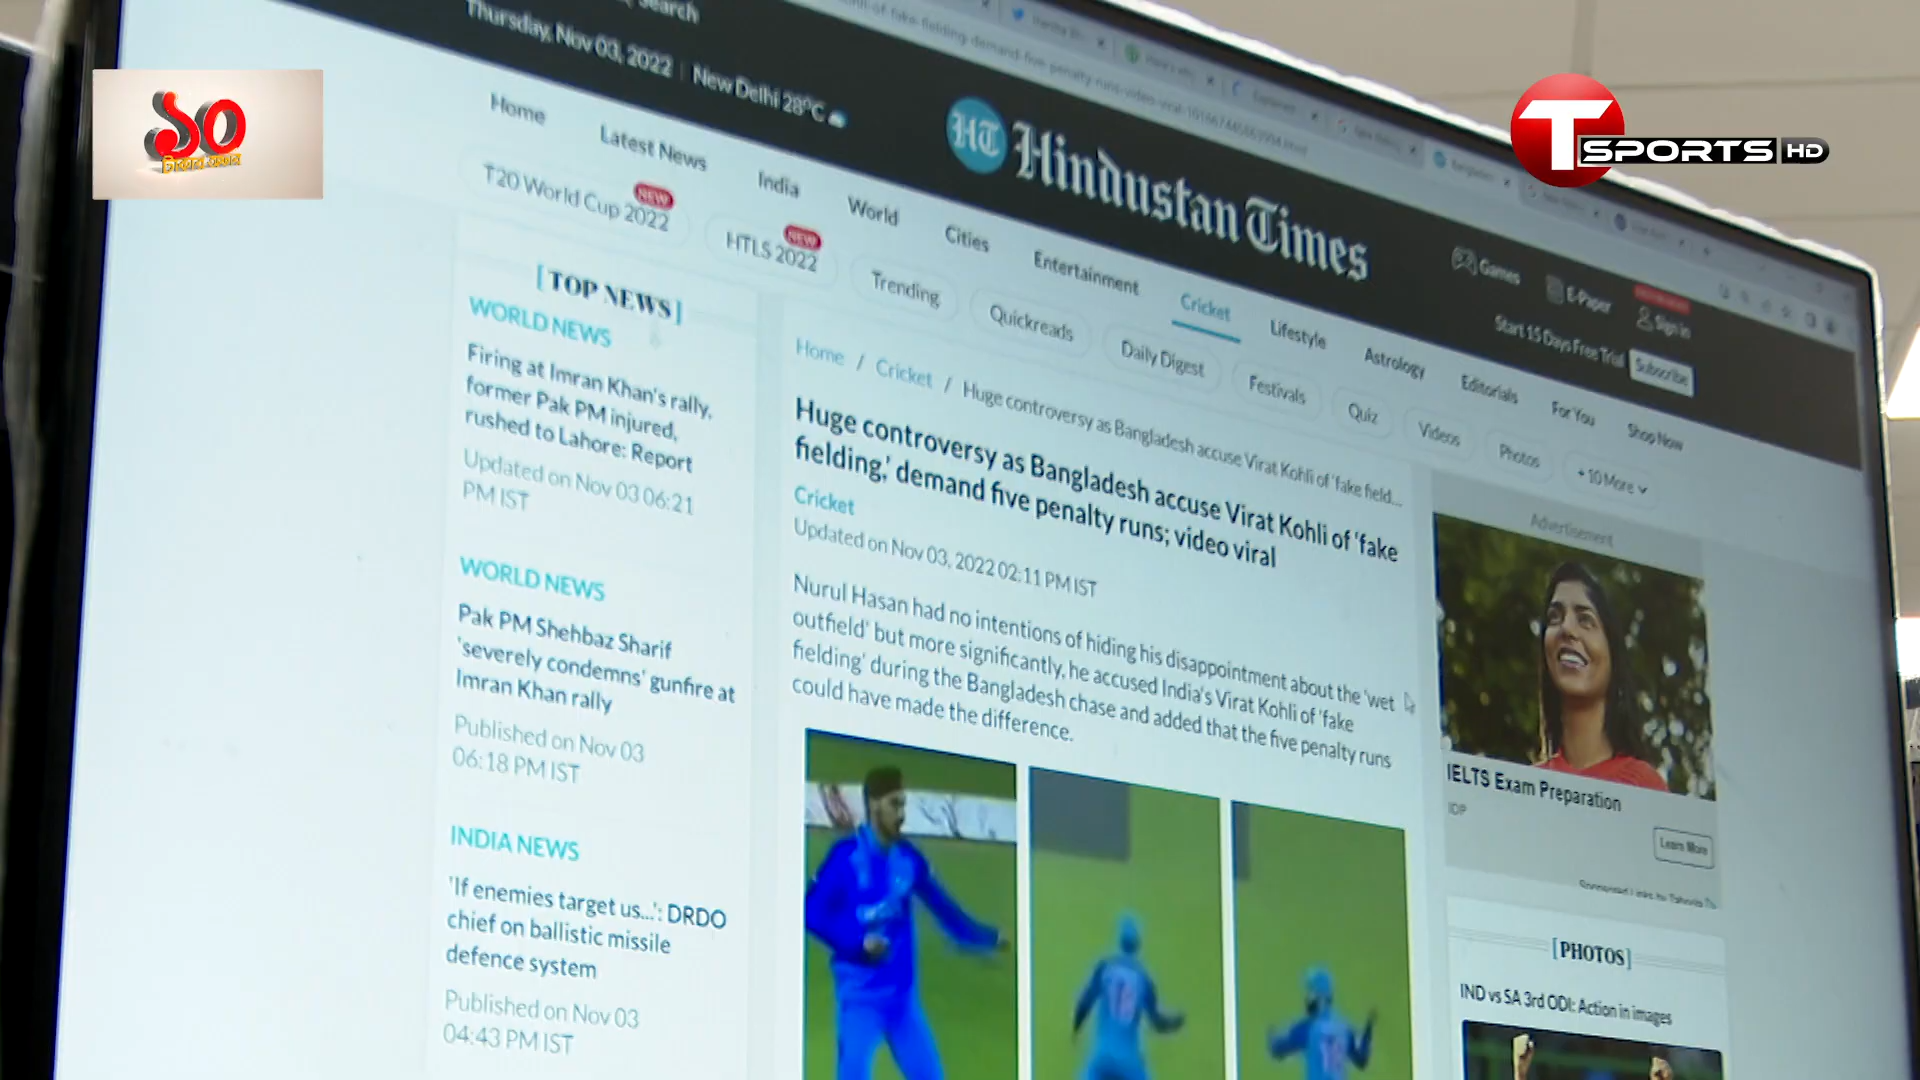 Search
Thursday, Nov 03, 2022 | New Delhi 28°C
HT Hindustan Times
Games
E-Paper
Sign in
Start 15 Days Free Trial
Subscribe
Home
Latest News
India
World
Cities
Entertainment
Cricket
Lifestyle
Astrology
Editorials
For You
Shop Now
T20 World Cup 2022
NEW
HTLS 2022
NEW
Trending
Quickreads
Daily Digest
Festivals
Quiz
Videos
Photos
+ 10 More
১০
T SPORTS HD
[TOP NEWS]
WORLD NEWS
Firing at Imran Khan's rally,
former Pak PM injured,
rushed to Lahore: Report
Updated on Nov 03 06:21
PM IST
WORLD NEWS
Pak PM Shehbaz Sharif
'severely condemns' gunfire at
Imran Khan rally
Published on Nov 03
06:18 PM IST
INDIA NEWS
'If enemies target us...': DRDO
chief on ballistic missile
defence system
Published on Nov 03
04:43 PM IST
Home / Cricket / Huge controversy as Bangladesh accuse Virat Kohli of 'fake field...
Huge controversy as Bangladesh accuse Virat Kohli of 'fake
fielding,' demand five penalty runs; video viral
Cricket
Updated on Nov 03, 2022 02:11 PM IST
Nurul Hasan had no intentions of hiding his disappointment about the 'wet
outfield' but more significantly, he accused India's Virat Kohli of 'fake
fielding' during the Bangladesh chase and added that the five penalty runs
could have made the difference.
18
18
Advertisement
IELTS Exam Preparation
IDP
Learn More
[PHOTOS]
IND vs SA 3rd ODI: Action in images